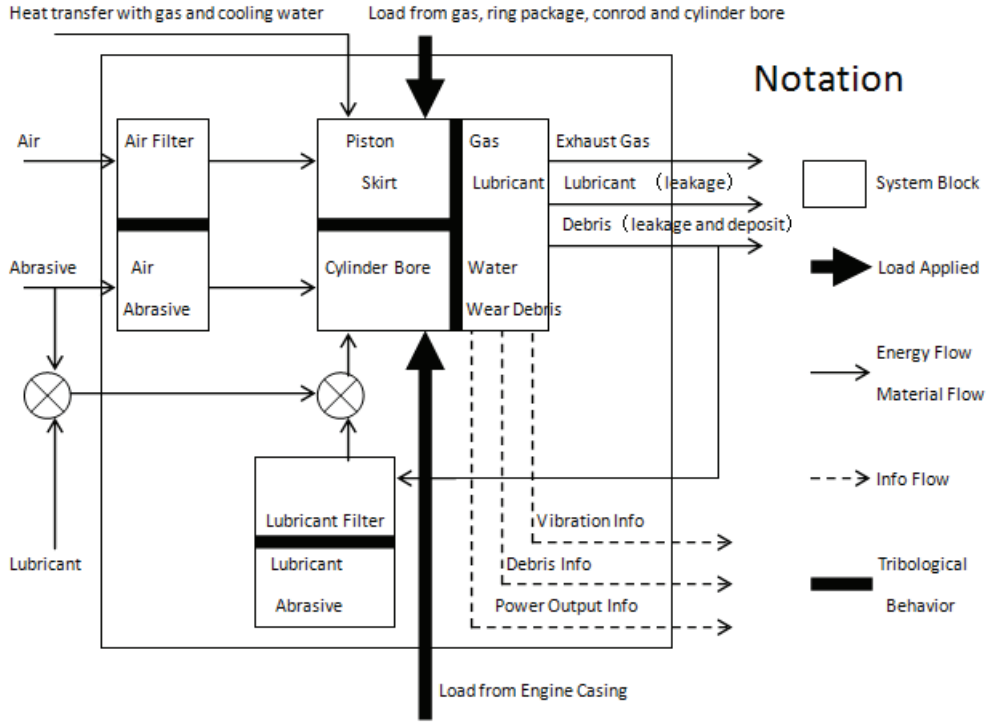 Heat transfer with gas and cooling water
Load from gas, ring package, conrod and cylinder bore
Notation
Air
Air Filter
Piston
Skirt
Gas
Lubricant
Exhaust Gas
Lubricant （leakage）
Debris（leakage and deposit）
System Block
Abrasive
Air
Abrasive
Cylinder Bore
Water
Wear Debris
Load Applied
Energy Flow
Material Flow
Lubricant Filter
Lubricant
Abrasive
Info Flow
Vibration Info
Debris Info
Power Output Info
Lubricant
Tribological
Behavior
Load from Engine Casing